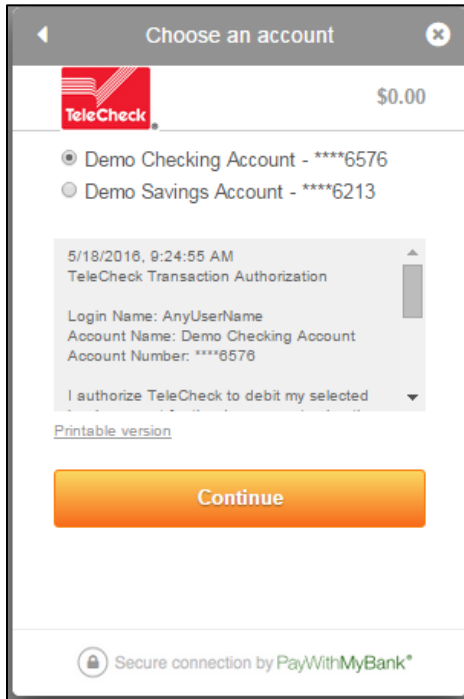 Choose an account
TeleCheck
$0.00
Demo Checking Account - ****6576
Demo Savings Account - ****6213
5/18/2016, 9:24:55 AM
TeleCheck Transaction Authorization
Login Name: AnyUserName
Account Name: Demo Checking Account
Account Number: ****6576
I authorize TeleCheck to debit my selected
Printable version
Continue
Secure connection by PayWithMyBank®